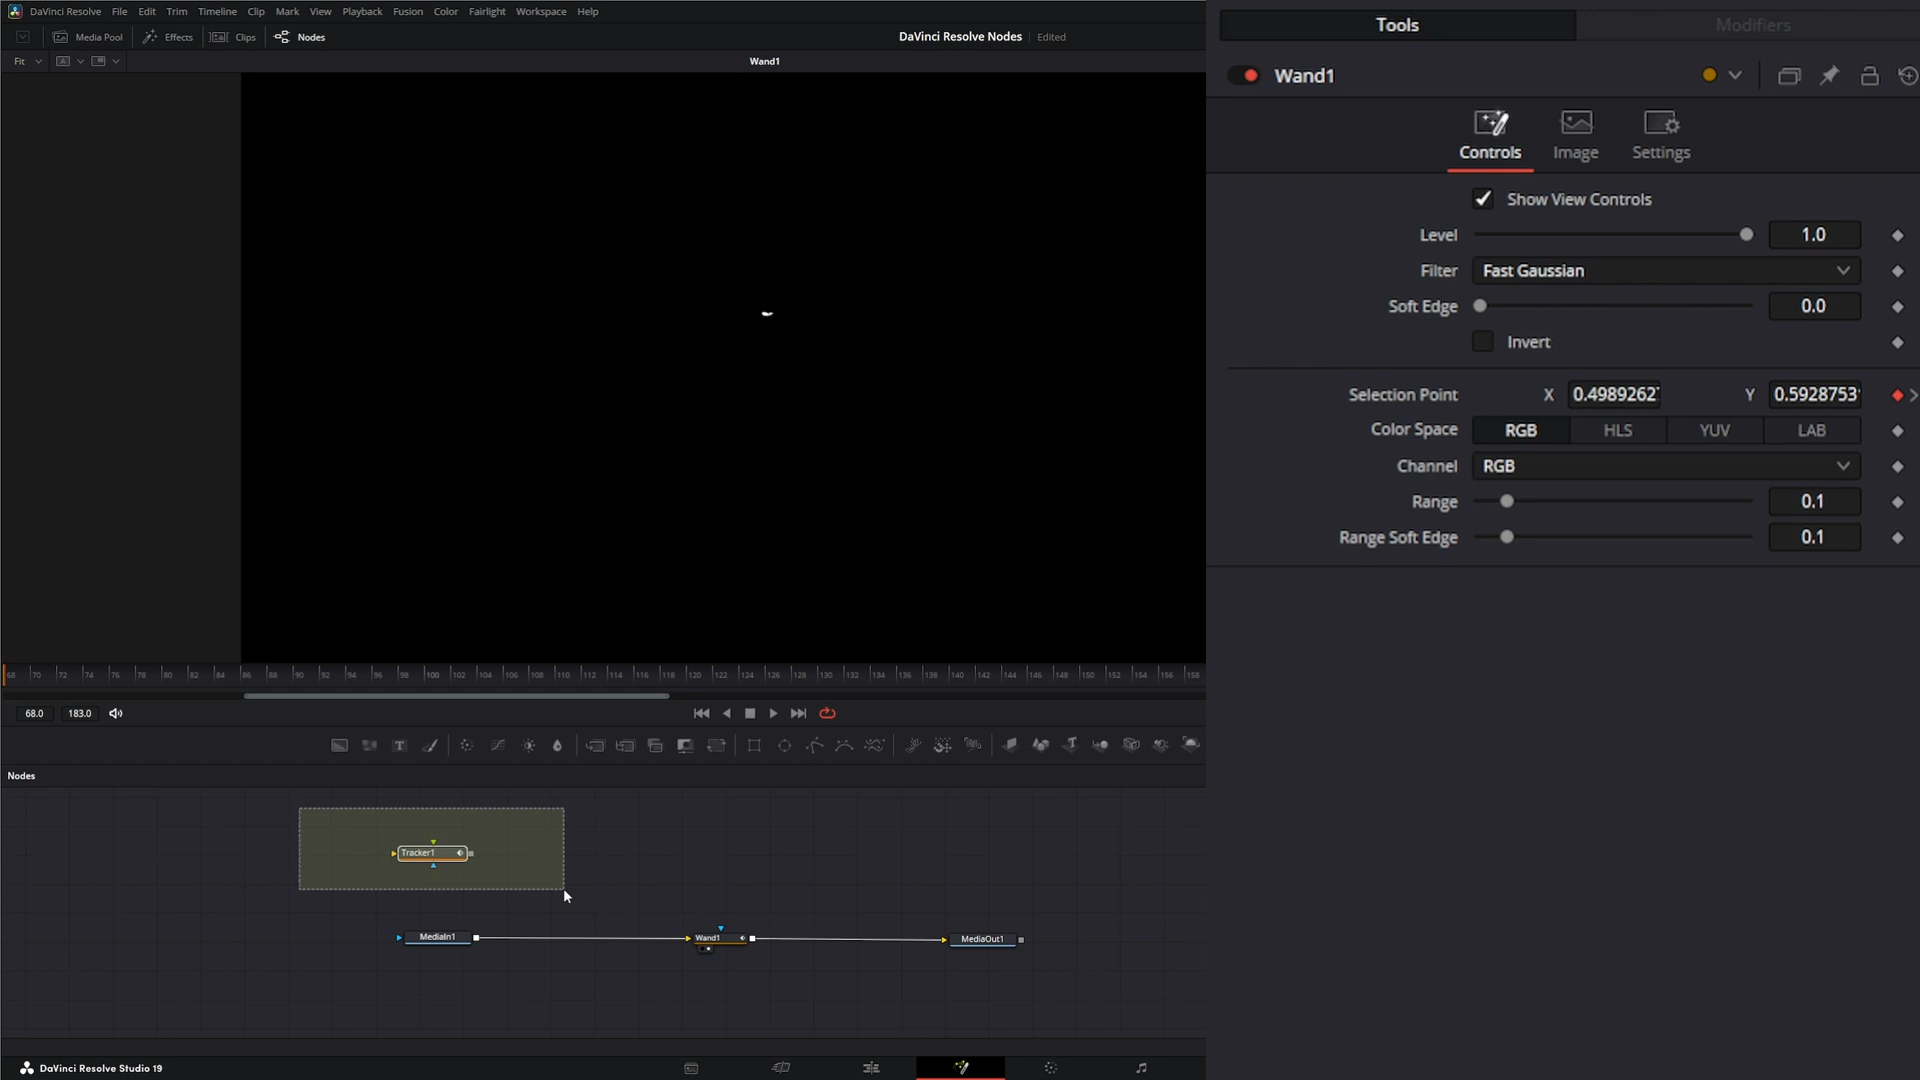 DaVinci Resolve File Edit Trim Timeline Clip Mark View Playback Fusion Color Fairlight Workspace Help
Media Pool Effects Clips Nodes DaVinci Resolve Nodes Edited
Fit A Wand1
68 70 72 74 76 78 80 82 84 86 88 90 92 94 96 98 100 102 104 106 108 110 112 114 116 118 120 122 124 126 128 130 132 134 136 138 140 142 144 146 148 150 152 154 156 158
68.0 183.0
Nodes
Tracker1
MediaIn1 Wand1 MediaOut1
DaVinci Resolve Studio 19
Tools Modifiers
Wand1
Controls Image Settings
Show View Controls
Level 1.0
Filter Fast Gaussian
Soft Edge 0.0
Invert
Selection Point X 0.4989262 Y 0.5928753
Color Space RGB HLS YUV LAB
Channel RGB
Range 0.1
Range Soft Edge 0.1